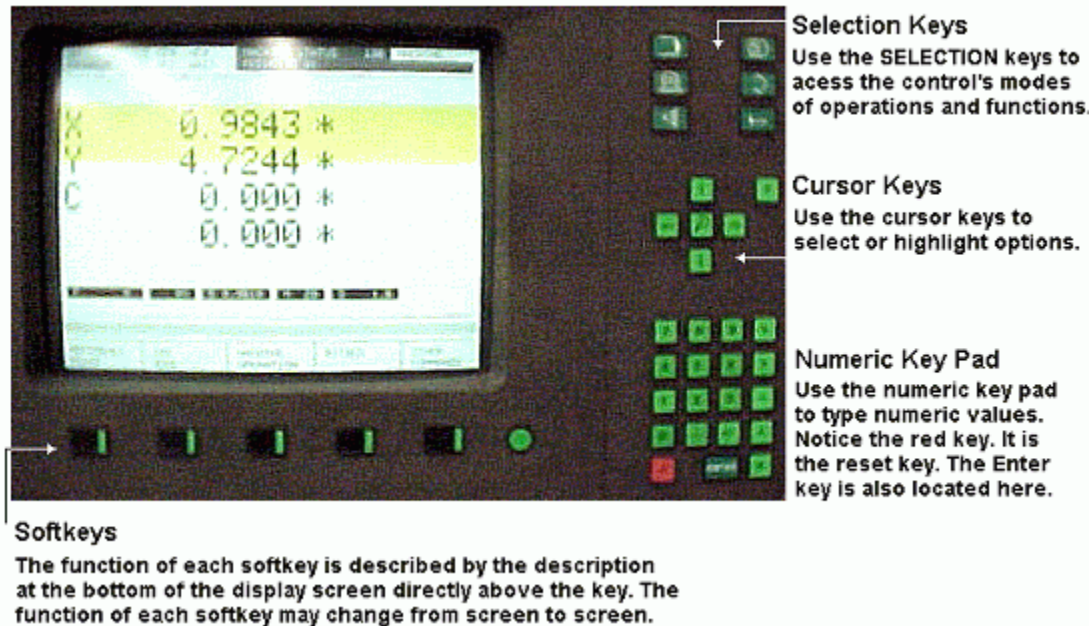 Selection Keys
Use the SELECTION keys to
acess the control's modes
of operations and functions.
X 0.9843 *
Y 4.7244 *
C 0.000 *
0.000 *
Cursor Keys
Use the cursor keys to
select or highlight options.
Numeric Key Pad
Use the numeric key pad
to type numeric values.
Notice the red key. It is
the reset key. The Enter
key is also located here.
Softkeys
The function of each softkey is described by the description
at the bottom of the display screen directly above the key. The
function of each softkey may change from screen to screen.